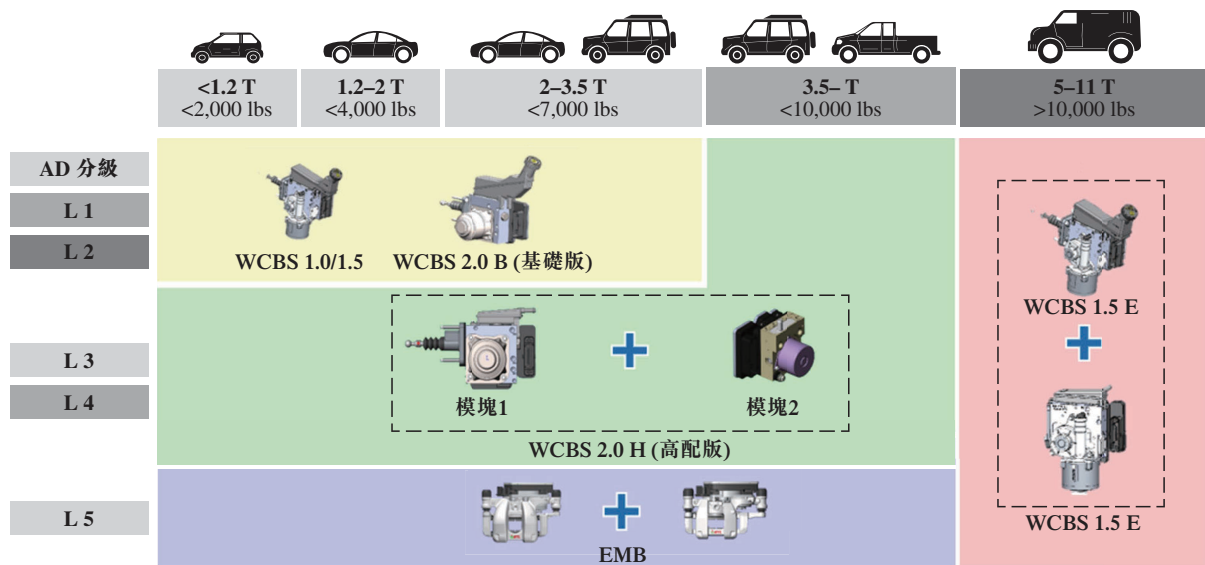 <1.2 T
<2,000 lbs
1.2–2 T
<4,000 lbs
2–3.5 T
<7,000 lbs
3.5– T
<10,000 lbs
5–11 T
>10,000 lbs
AD 分級
L 1
L 2
WCBS 1.0/1.5
WCBS 2.0 B (基礎版)
WCBS 1.5 E
L 3
L 4
模塊1
模塊2
WCBS 2.0 H (高配版)
L 5
EMB
WCBS 1.5 E